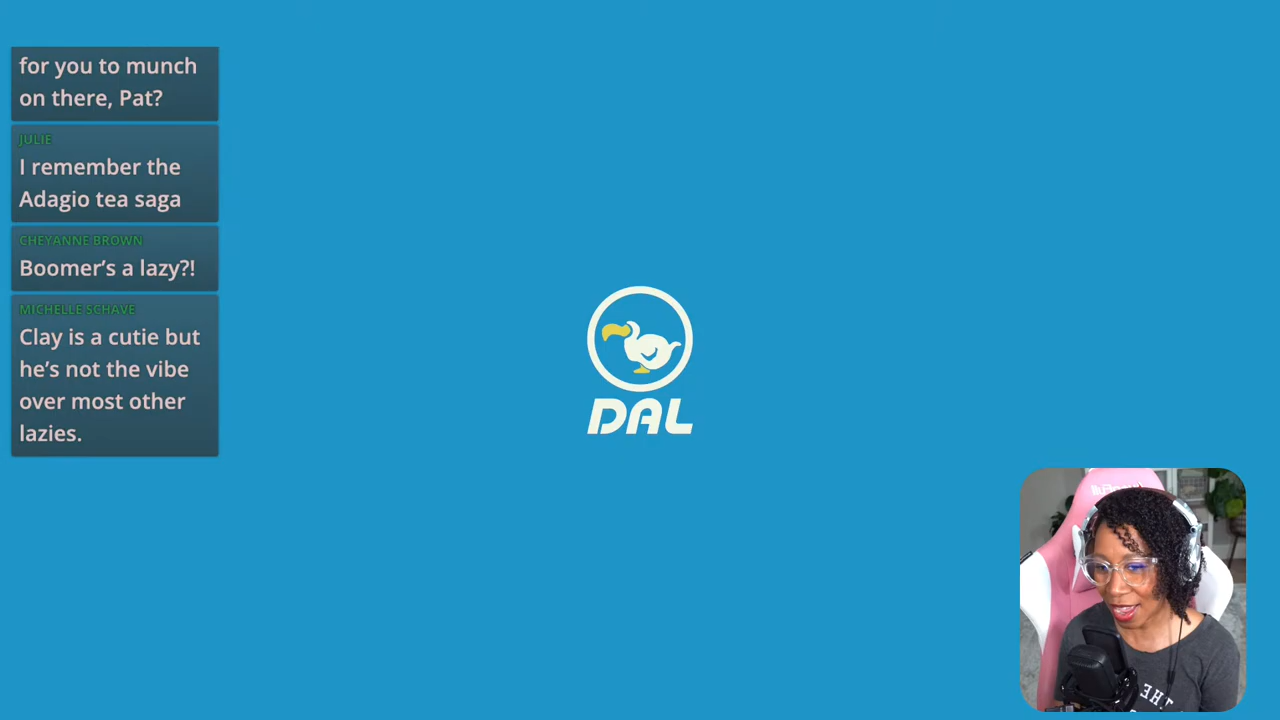 for you to munch
on there, Pat?
JULIE
I remember the
Adagio tea saga
CHEYANNE BROWN
Boomer’s a lazy?!
MICHELLE SCHAVE
Clay is a cutie but
he’s not the vibe
over most other
lazies.
DAL